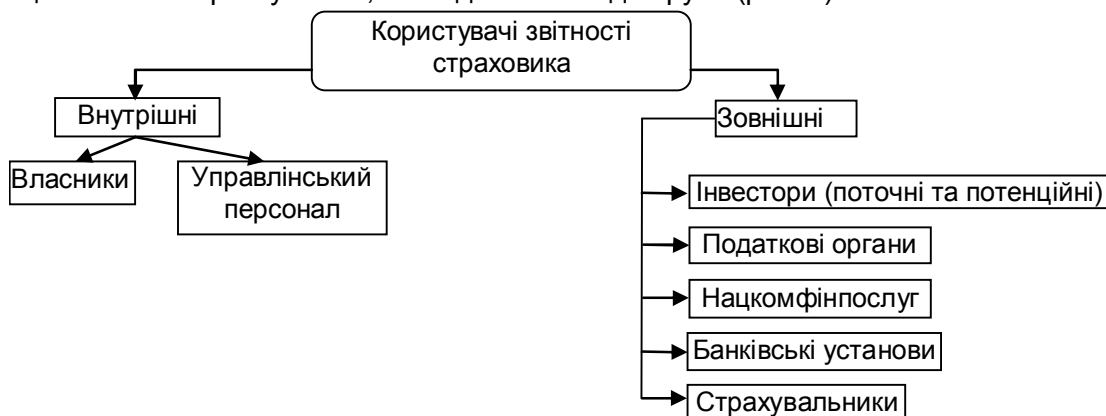 Користувачі звітності
страховика
Внутрішні
Зовнішні
Власники
Управлінський
персонал
Інвестори (поточні та потенційні)
Податкові органи
Нацкомфінпослуг
Банківські установи
Страхувальники